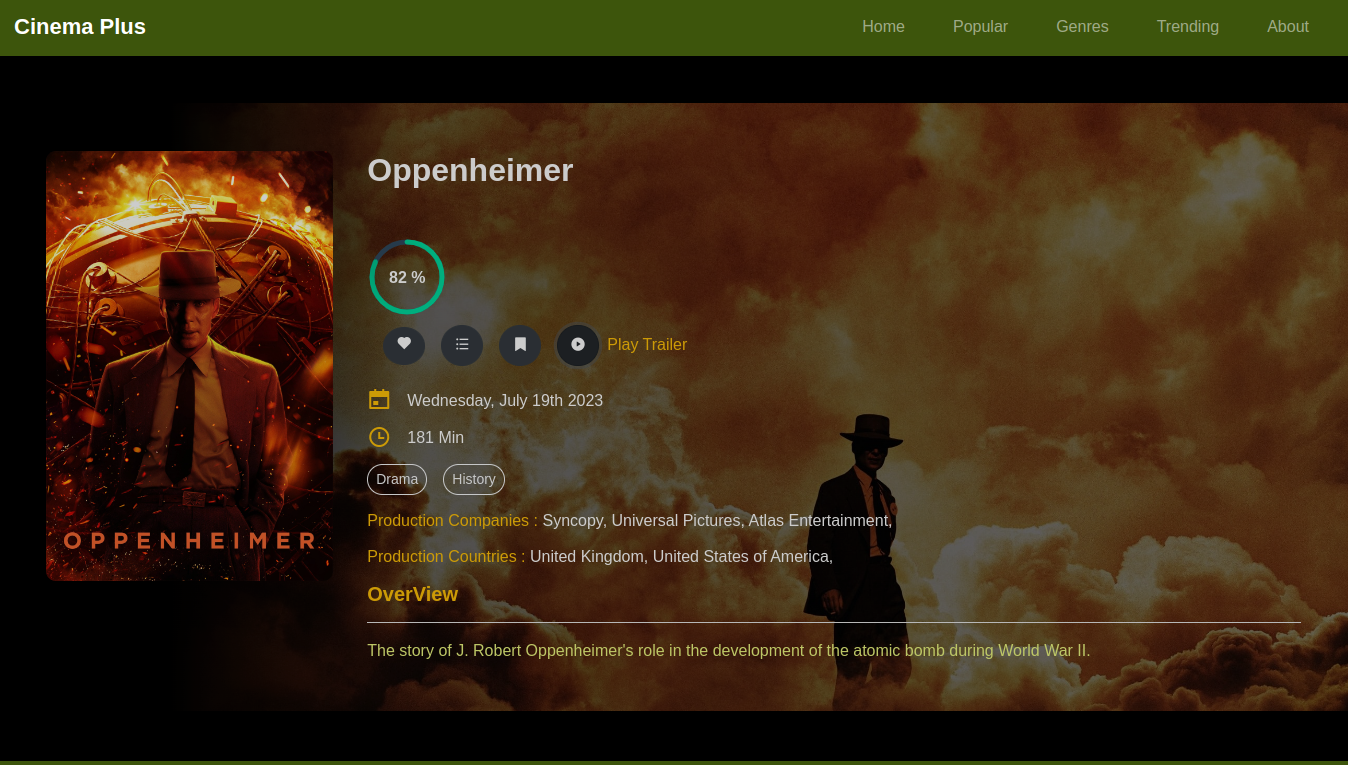 Cinema Plus
Home Popular Genres Trending About
Oppenheimer
82 %
Play Trailer
Wednesday, July 19th 2023
181 Min
Drama History
Production Companies : Syncopy, Universal Pictures, Atlas Entertainment,
Production Countries : United Kingdom, United States of America,
OverView
The story of J. Robert Oppenheimer's role in the development of the atomic bomb during World War II.
OPPENHEIMER